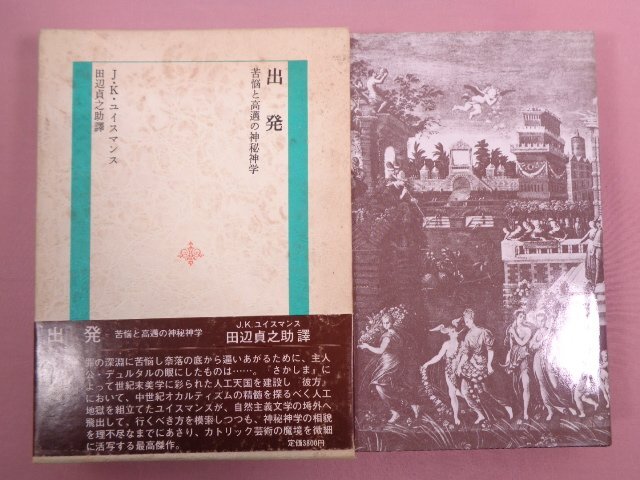 出発
苦悩と高邁の神秘神学
J・K・ユイスマンス
田辺貞之助譯
出発 苦悩と高邁の神秘神学
J.K.ユイスマンス
田辺貞之助 譯
罪の深淵に苦悩し奈落の底から這いあがるために、主人
公・デュルタルの眼にしたものは……。『さかしま』に
よって世紀末美学に彩られた人工天国を建設し『彼方』
において、中世紀オカルティズムの精髄を探るべく人工
地獄を組立てたユイスマンスが、自然主義文学の場外へ
飛出して、行くべき方を模索しつつも、神秘神学の相貌
を理不尽なまでにあさり、カトリック芸術の魔境を微細
に活写する最高傑作。
定価3800円